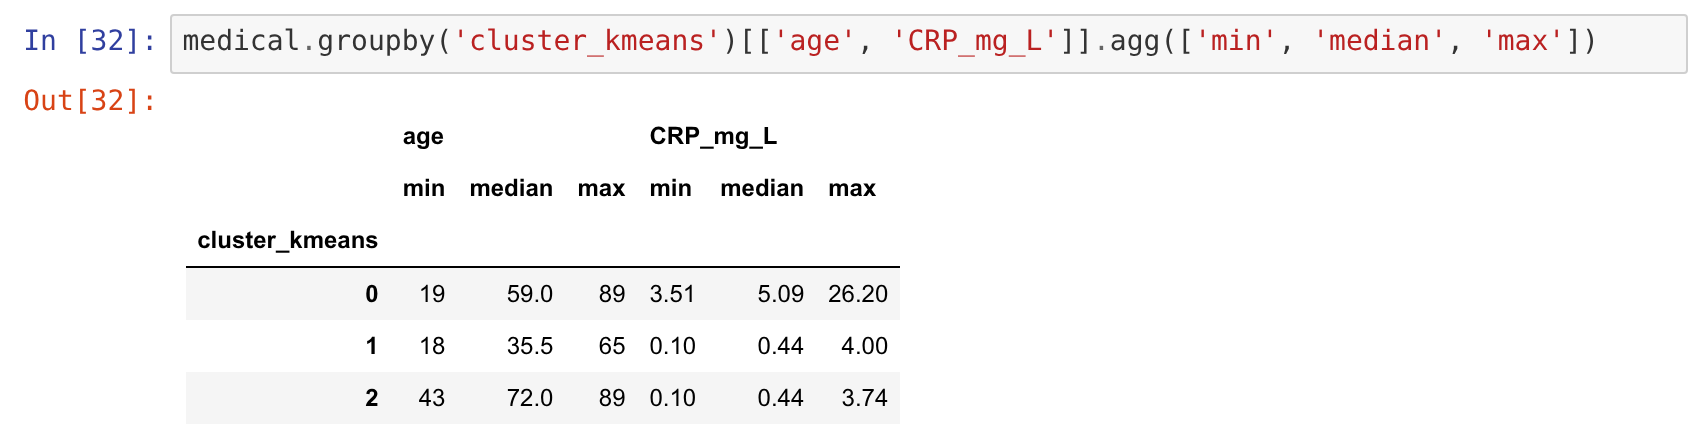 In [32]: medical.groupby('cluster_kmeans')[['age', 'CRP_mg_L']].agg(['min', 'median', 'max'])
Out[32]:
age CRP_mg_L
min median max min median max
cluster_kmeans
0 19 59.0 89 3.51 5.09 26.20
1 18 35.5 65 0.10 0.44 4.00
2 43 72.0 89 0.10 0.44 3.74